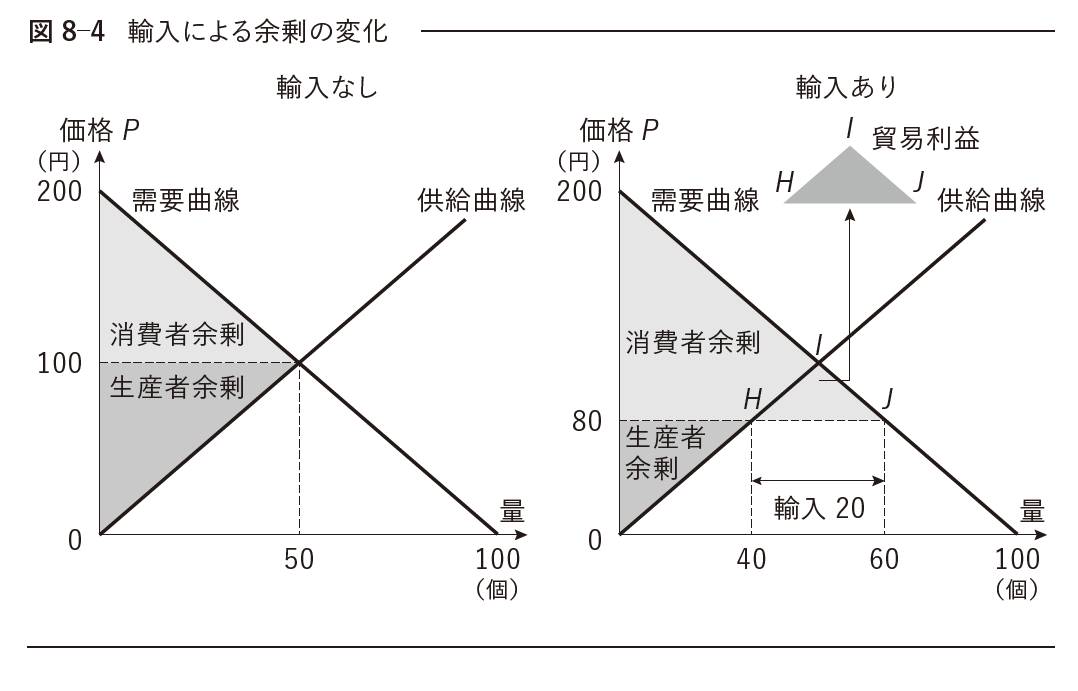 図 8-4 輸入による余剰の変化
輸入なし
価格 P
(円)
200
需要曲線
供給曲線
消費者余剰
100
生産者余剰
0
50
100
量
(個)
輸入あり
価格 P
(円)
200
需要曲線
I
貿易利益
H
J
供給曲線
消費者余剰
I
H
J
80
生産者
余剰
輸入 20
0
40
60
100
量
(個)